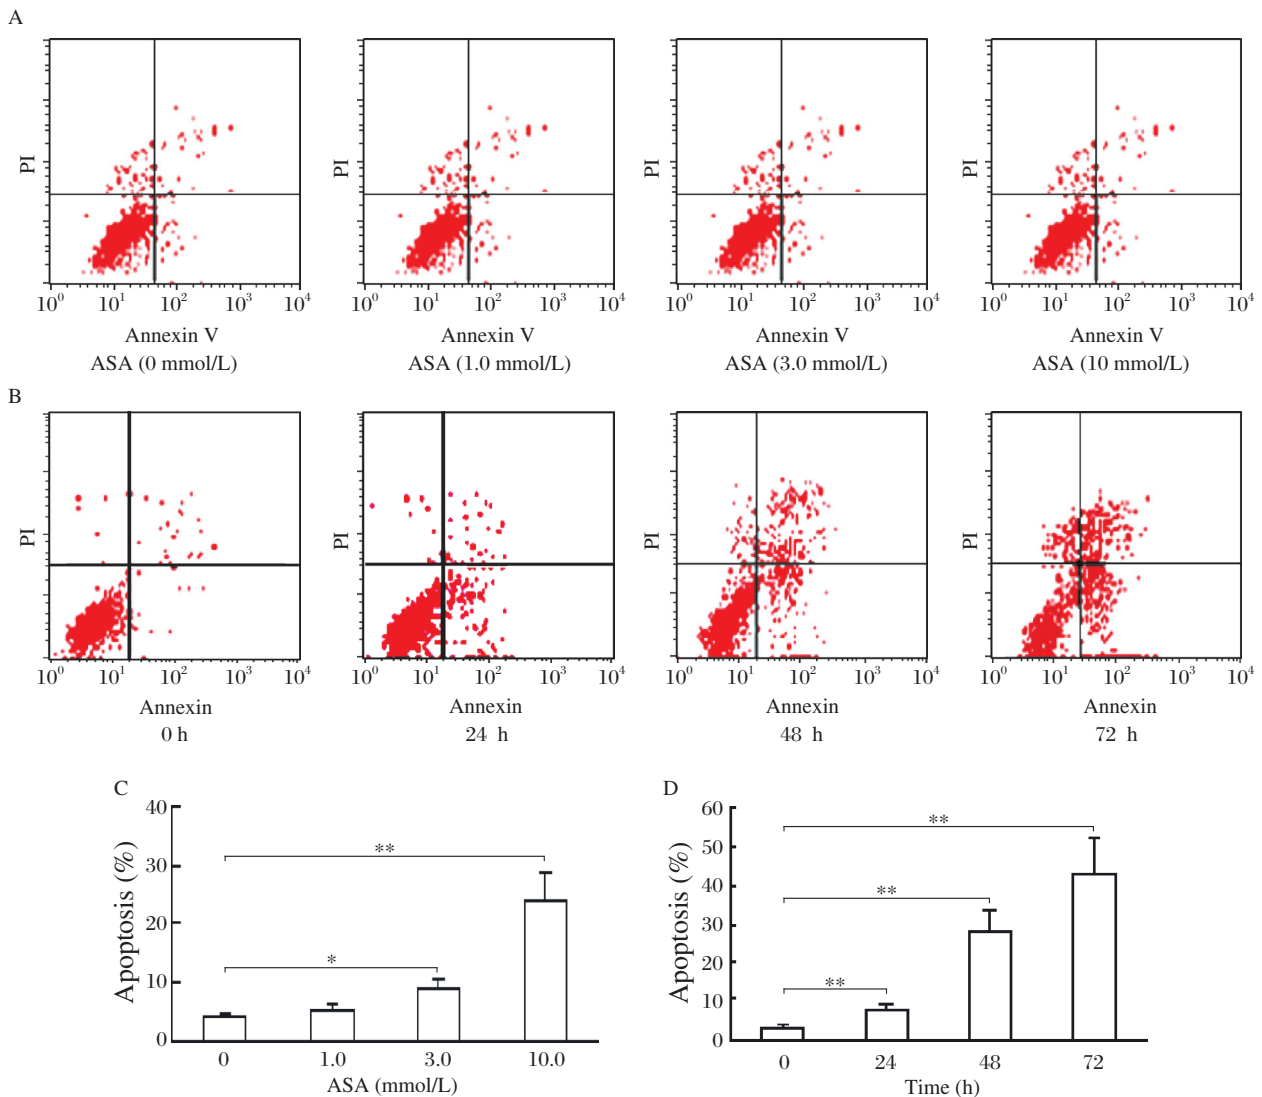 A
PI
PI
PI
PI
10⁰ 10¹ 10² 10³ 10⁴
10⁰ 10¹ 10² 10³ 10⁴
10⁰ 10¹ 10² 10³ 10⁴
10⁰ 10¹ 10² 10³ 10⁴
Annexin V
Annexin V
Annexin V
Annexin V
ASA (0 mmol/L)
ASA (1.0 mmol/L)
ASA (3.0 mmol/L)
ASA (10 mmol/L)
B
PI
PI
PI
PI
10⁰ 10¹ 10² 10³ 10⁴
10⁰ 10¹ 10² 10³ 10⁴
10⁰ 10¹ 10² 10³ 10⁴
10⁰ 10¹ 10² 10³ 10⁴
Annexin
Annexin
Annexin
Annexin
0 h
24 h
48 h
72 h
C
Apoptosis (%)
40
30
20
10
0
**
*
0 1.0 3.0 10.0
ASA (mmol/L)
D
Apoptosis (%)
60
50
40
30
20
10
0
**
**
**
0 24 48 72
Time (h)